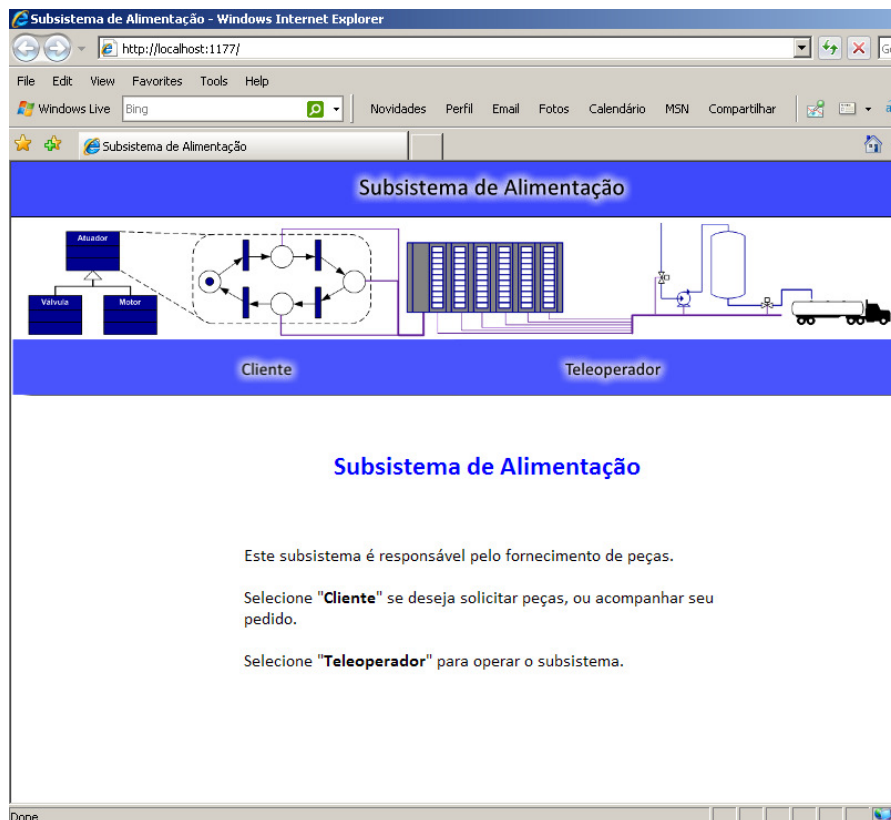 Subsistema de Alimentação - Windows Internet Explorer
http://localhost:1177/
File Edit View Favorites Tools Help
Windows Live Bing Novidades Perfil Email Fotos Calendário MSN Compartilhar
Subsistema de Alimentação
Subsistema de Alimentação
Atuador
Valvula Motor
Cliente Teleoperador
Subsistema de Alimentação
Este subsistema é responsável pelo fornecimento de peças.
Selecione "Cliente" se deseja solicitar peças, ou acompanhar seu
pedido.
Selecione "Teleoperador" para operar o subsistema.
Done